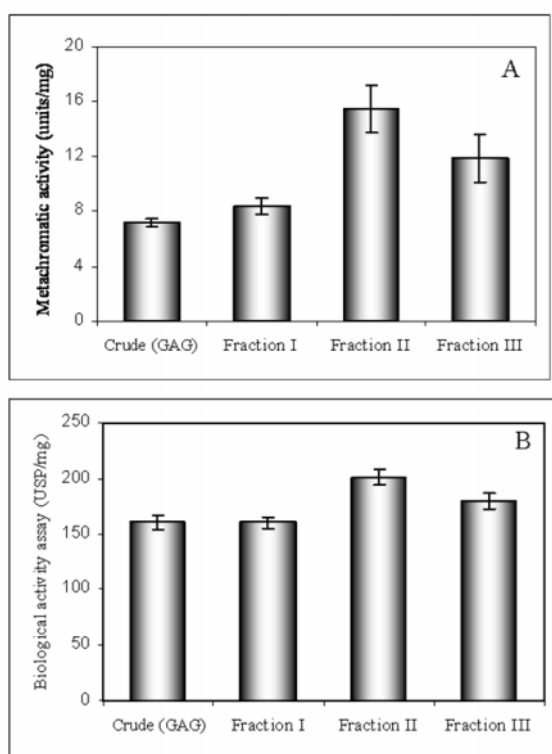 A
Metachromatic activity (units/mg)
20
16
12
8
4
0
Crude (GAG) Fraction I Fraction II Fraction III
B
Biological activity assay (USP/mg)
250
200
150
100
50
0
Crude (GAG) Fraction I Fraction II Fraction III